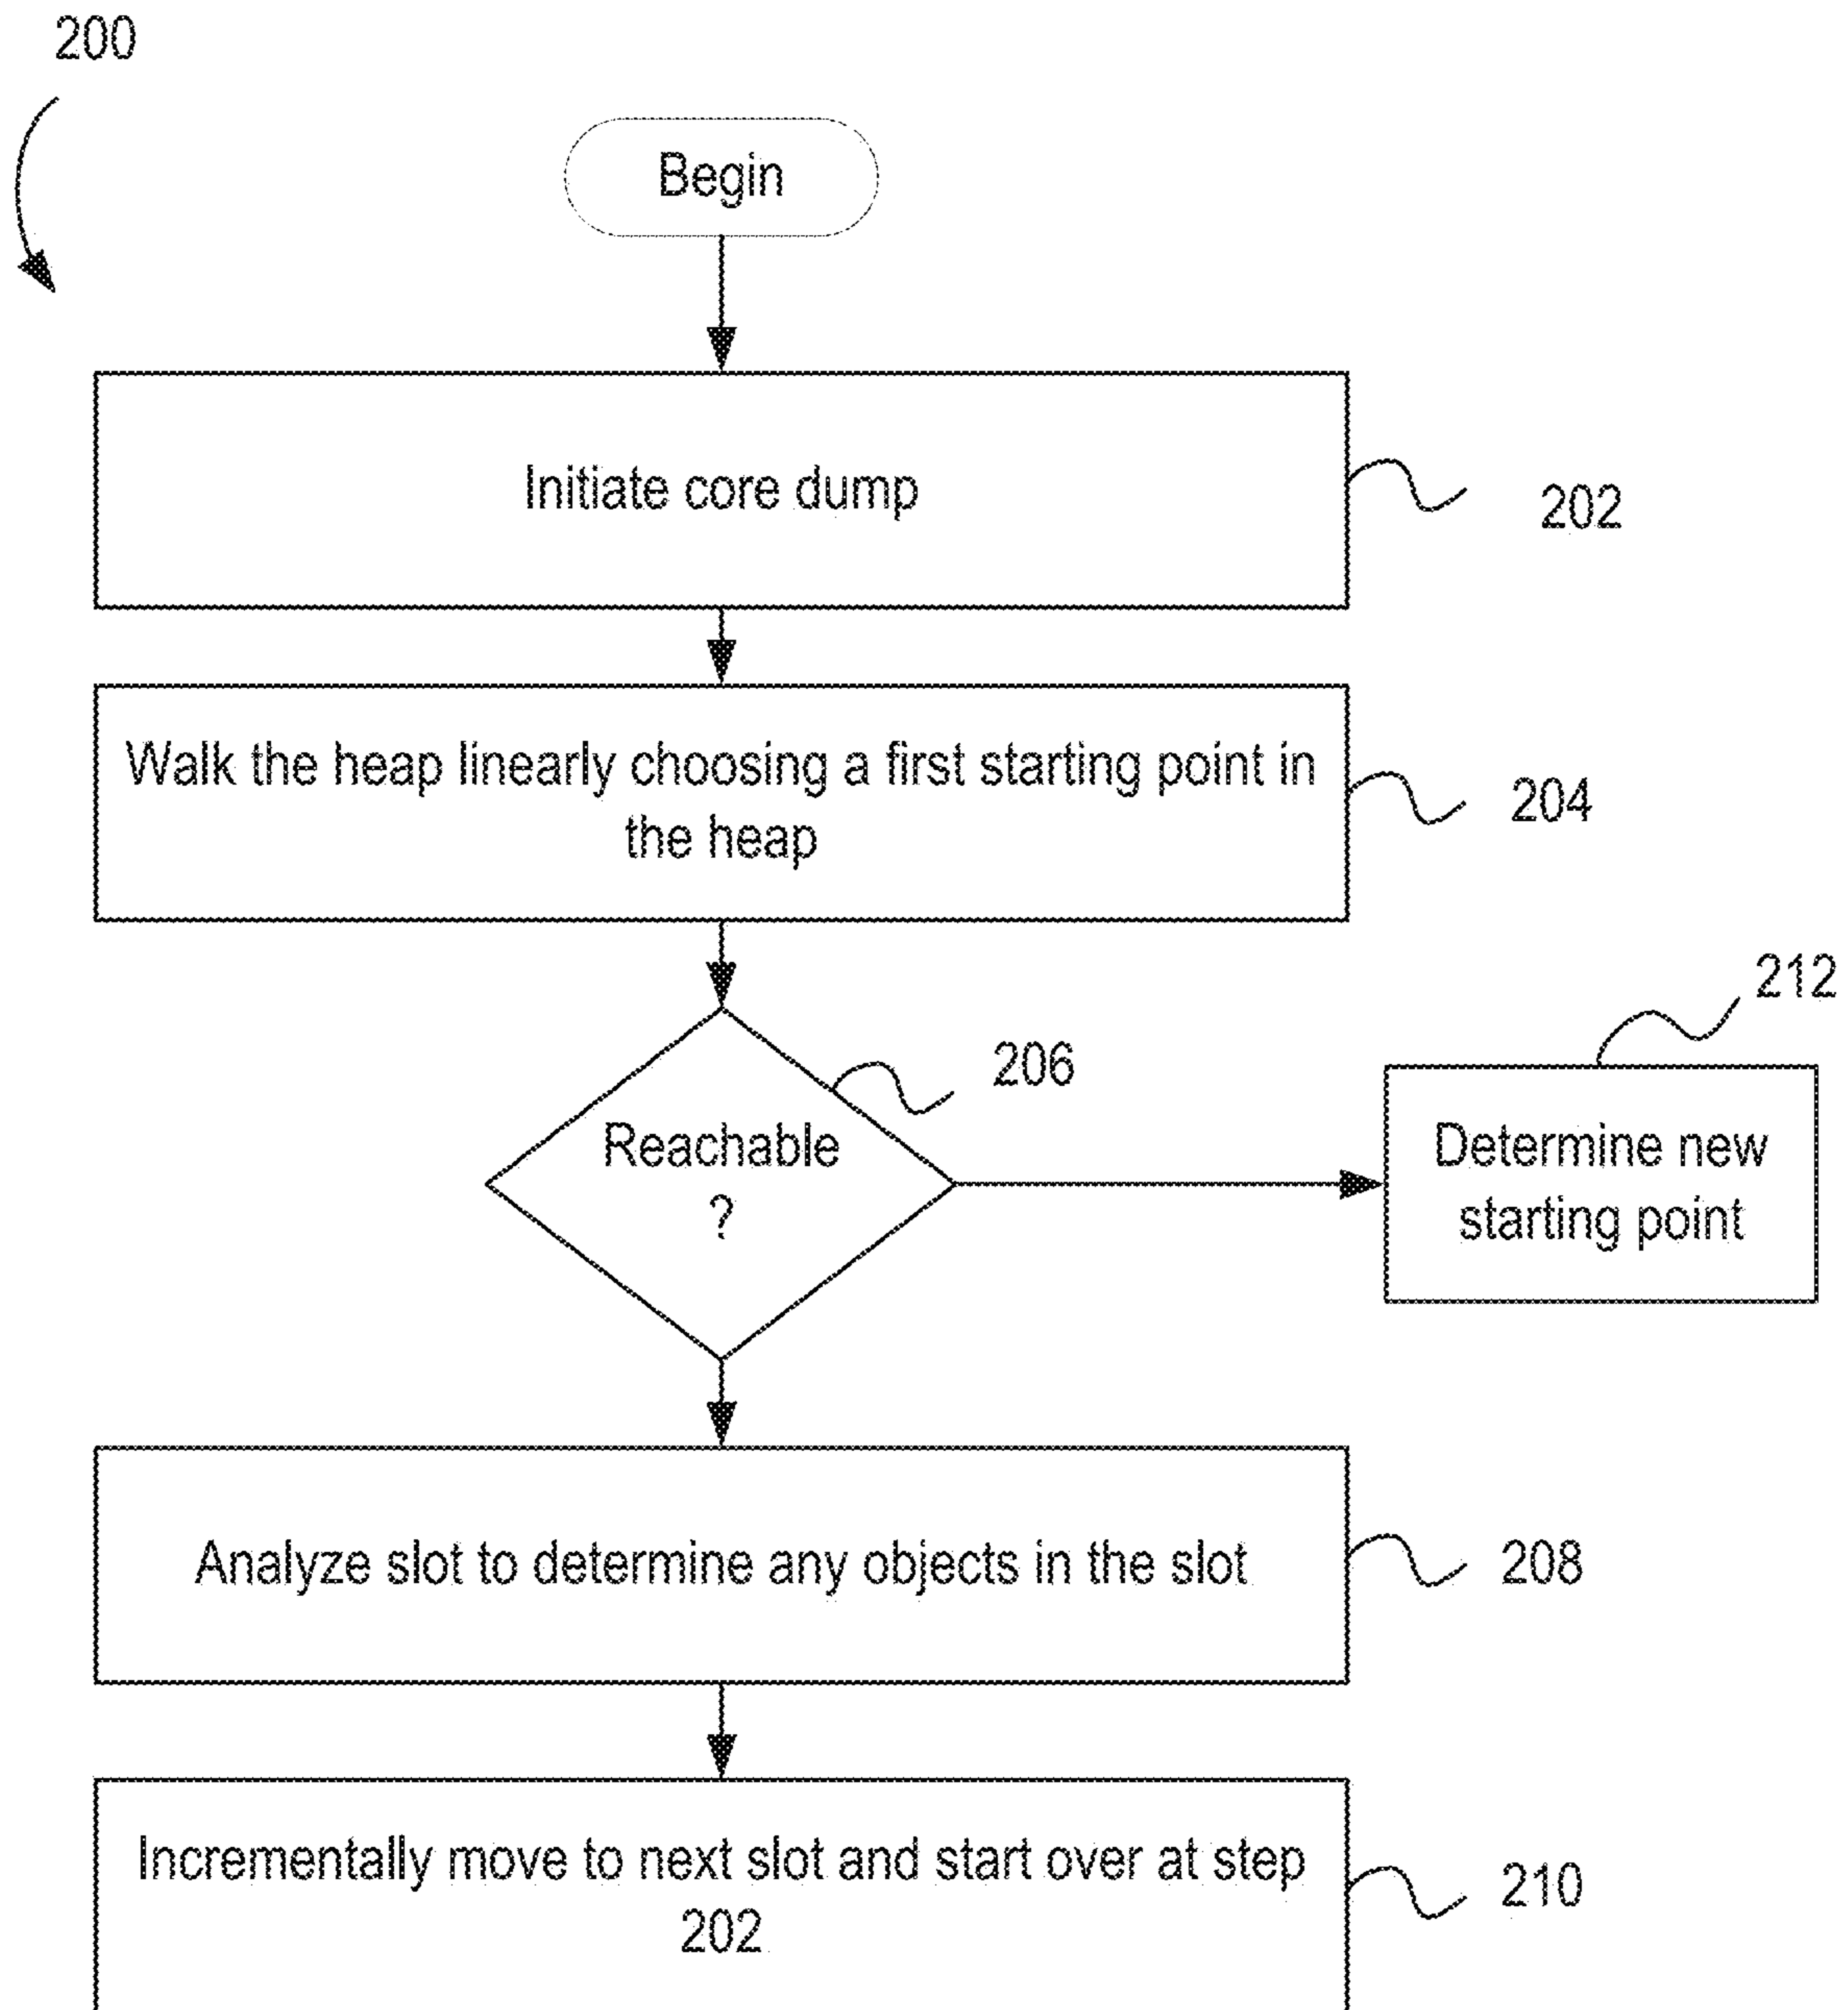 200
Begin
Initiate core dump
202
Walk the heap linearly choosing a first starting point in
the heap
204
212
206
Reachable
?
Determine new
starting point
Analyze slot to determine any objects in the slot
208
Incrementally move to next slot and start over at step
202
210